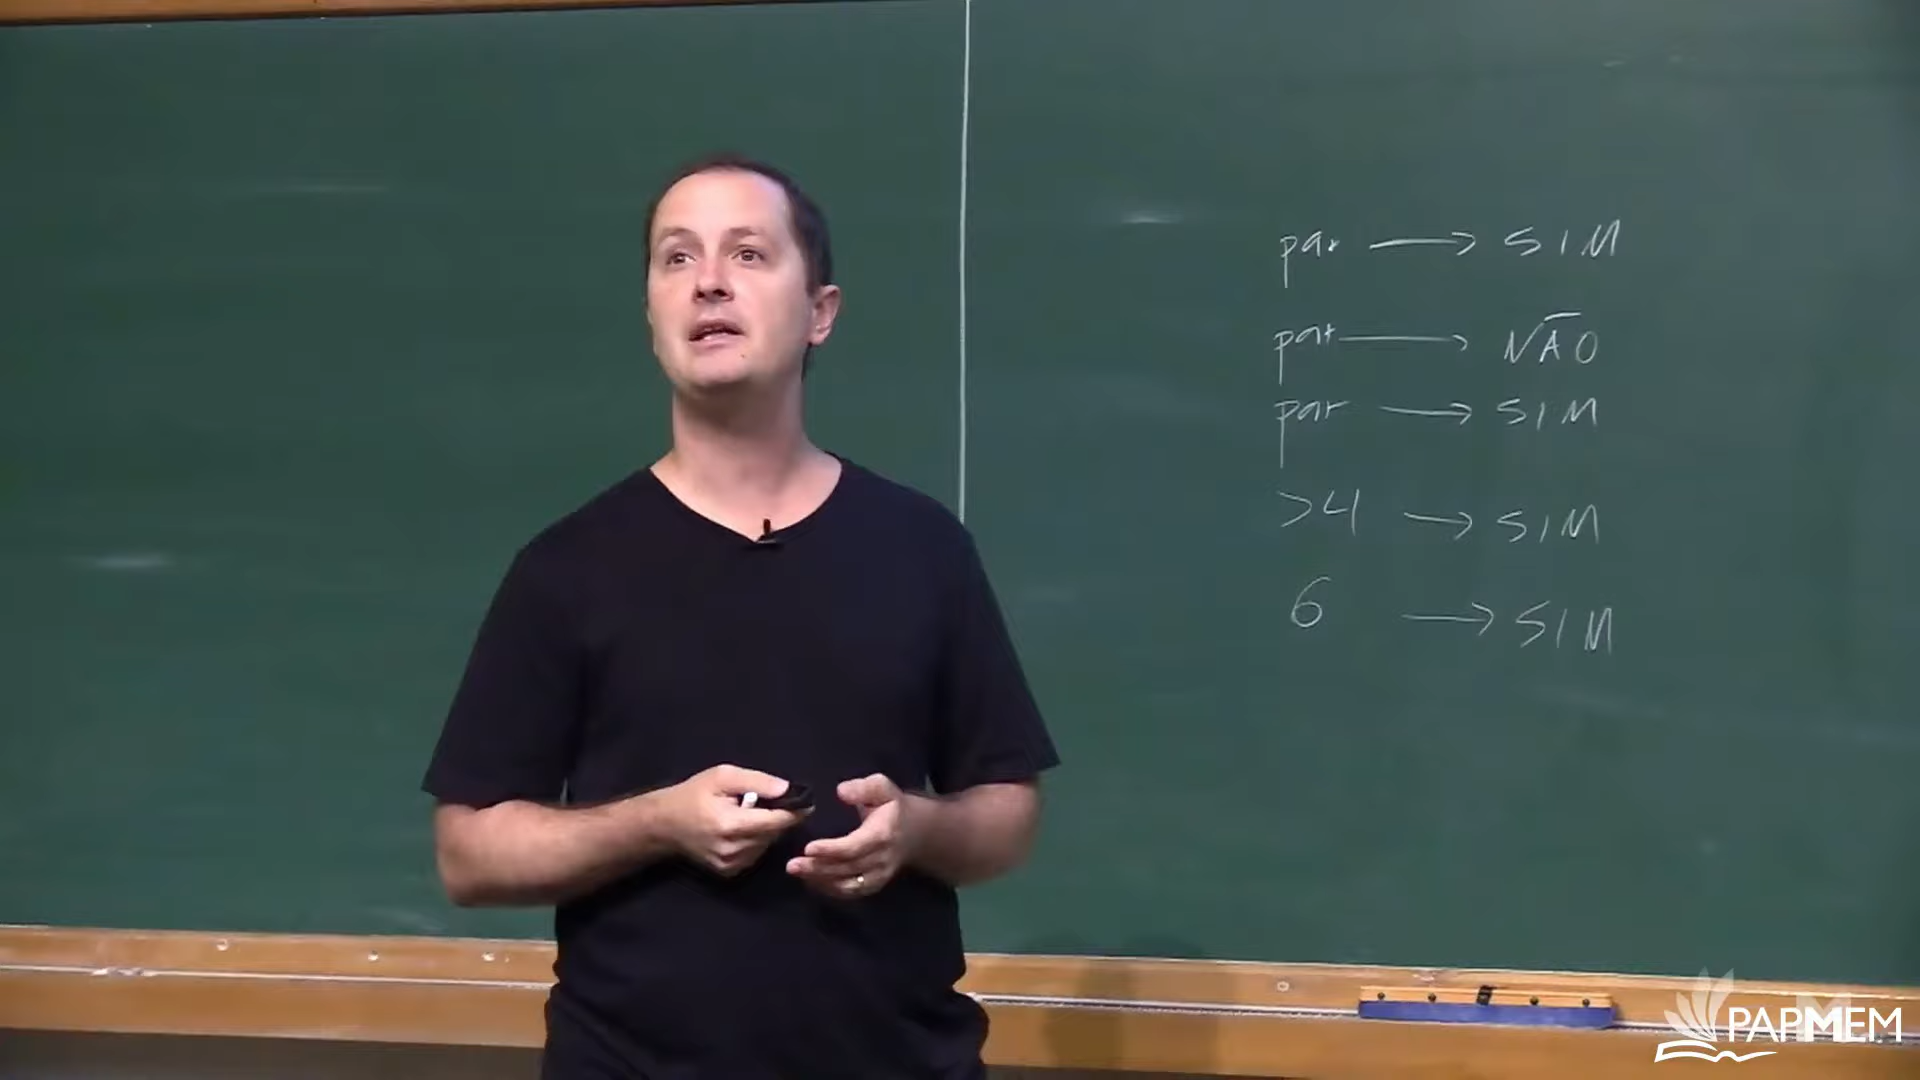 par → SIM
par → NÃO
par → SIM
>4 → SIM
6 → SIM
PAPMEM